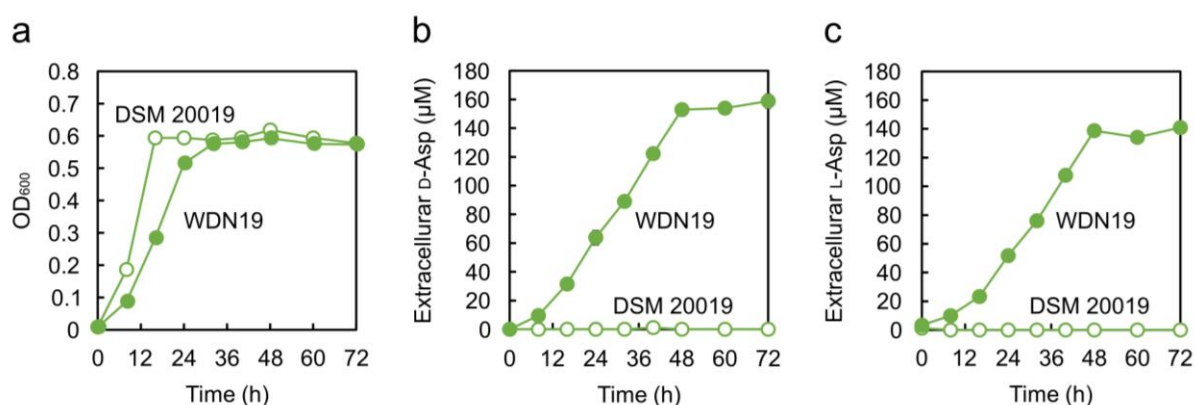 a
OD600
0.8
0.7
0.6
0.5
0.4
0.3
0.2
0.1
0
DSM 20019
WDN19
0 12 24 36 48 60 72
Time (h)
b
Extracellurar D-Asp (μM)
180
160
140
120
100
80
60
40
20
0
WDN19
DSM 20019
0 12 24 36 48 60 72
Time (h)
c
Extracellurar L-Asp (μM)
180
160
140
120
100
80
60
40
20
0
WDN19
DSM 20019
0 12 24 36 48 60 72
Time (h)